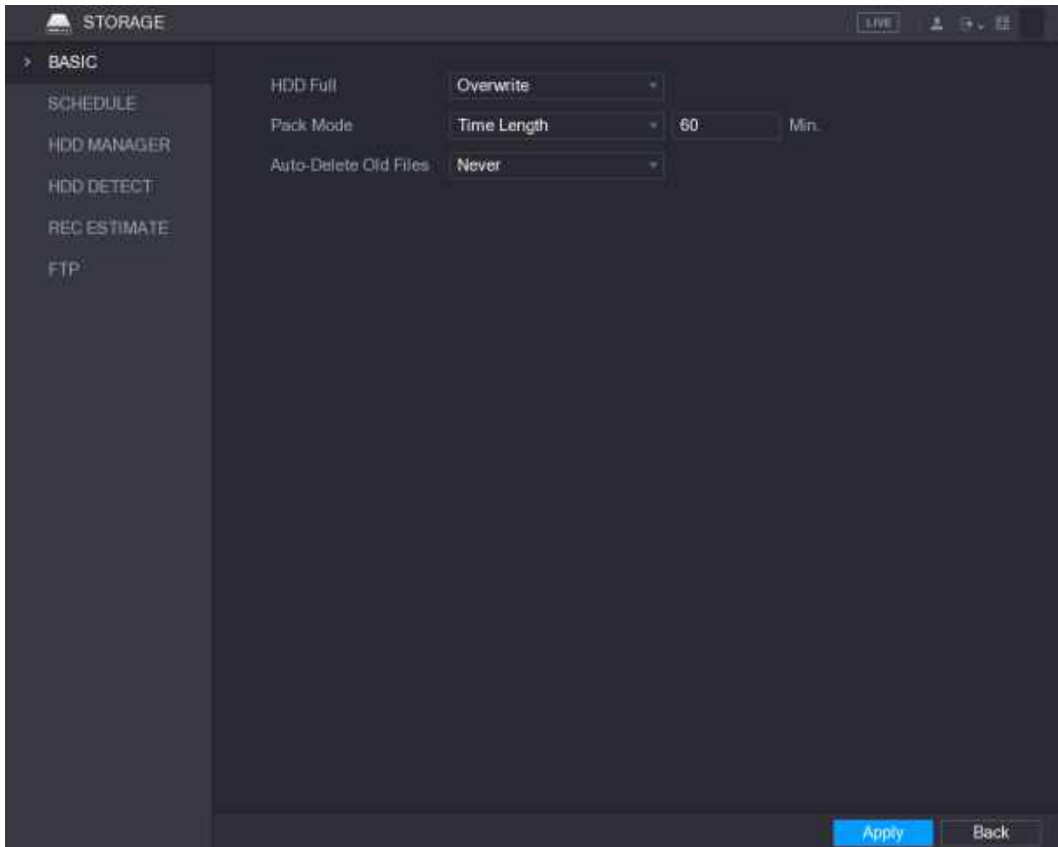 STORAGE
LIVE
BASIC
SCHEDULE
HDD MANAGER
HDD DETECT
REC ESTIMATE
FTP
HDD Full Overwrite
Pack Mode Time Length 60 Min.
Auto-Delete Old Files Never
Apply Back